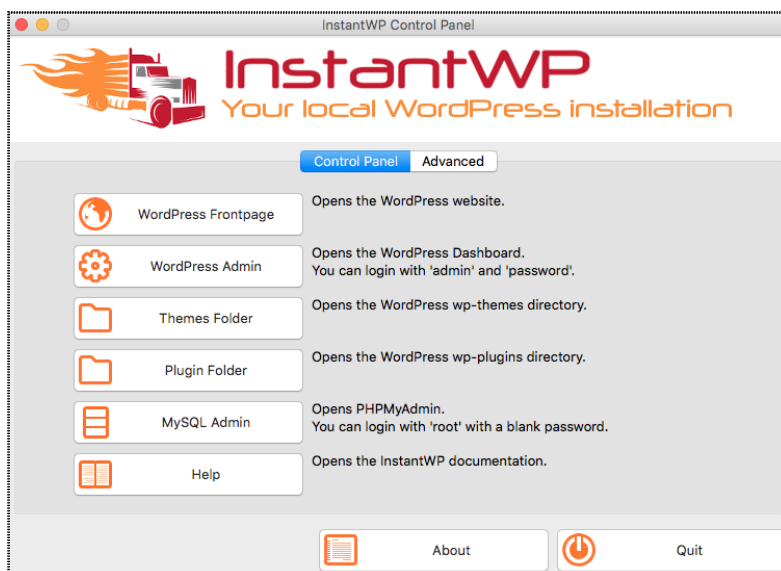 InstantWP Control Panel
InstantWP
Your local WordPress installation
Control Panel Advanced
WordPress Frontpage
Opens the WordPress website.
WordPress Admin
Opens the WordPress Dashboard.
You can login with 'admin' and 'password'.
Themes Folder
Opens the WordPress wp-themes directory.
Plugin Folder
Opens the WordPress wp-plugins directory.
MySQL Admin
Opens PHPMyAdmin.
You can login with 'root' with a blank password.
Help
Opens the InstantWP documentation.
About
Quit